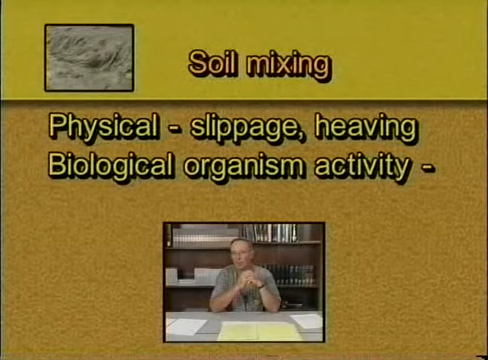 Soil mixing
Physical - slippage, heaving
Biological organism activity -